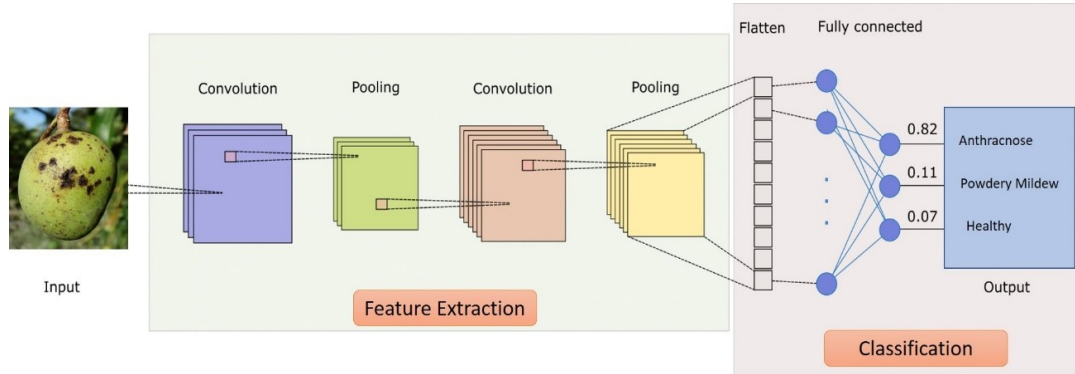 Flatten
Fully connected
Convolution
Pooling
Convolution
Pooling
0.82
Anthracnose
0.11
Powdery Mildew
0.07
Healthy
Input
Output
Feature Extraction
Classification